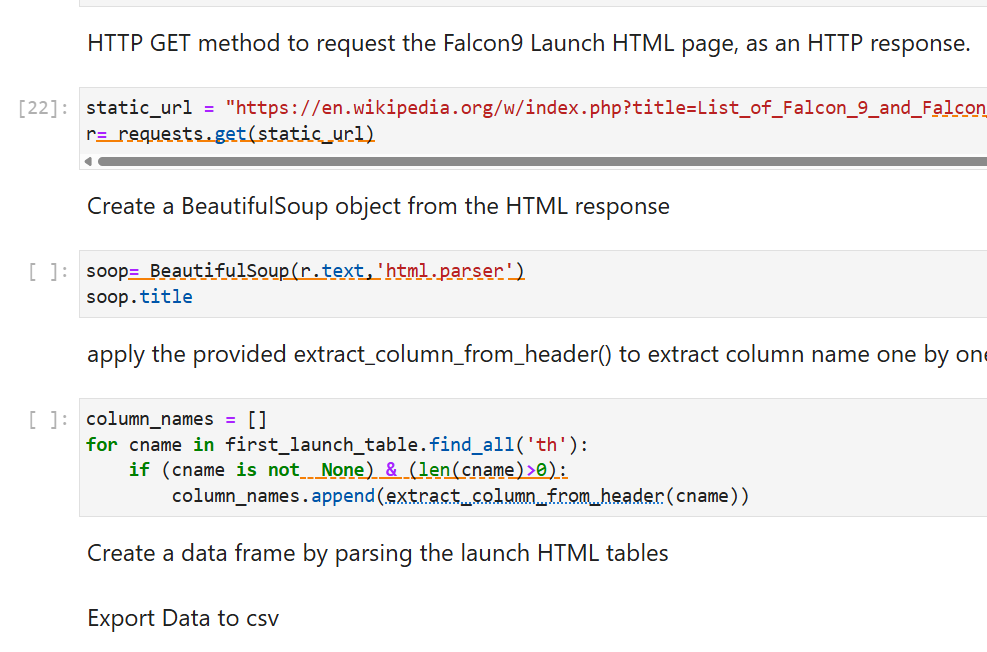 HTTP GET method to request the Falcon9 Launch HTML page, as an HTTP response.
[22]: static_url = "https://en.wikipedia.org/w/index.php?title=List_of_Falcon_9_and_Falcon
r= requests.get(static_url)
Create a BeautifulSoup object from the HTML response
[ ]: soop= BeautifulSoup(r.text,'html.parser')
soop.title
apply the provided extract_column_from_header() to extract column name one by one
[ ]: column_names = []
for cname in first_launch_table.find_all('th'):
    if (cname is not  None) & (len(cname)>0):
        column_names.append(extract_column_from_header(cname))
Create a data frame by parsing the launch HTML tables
Export Data to csv